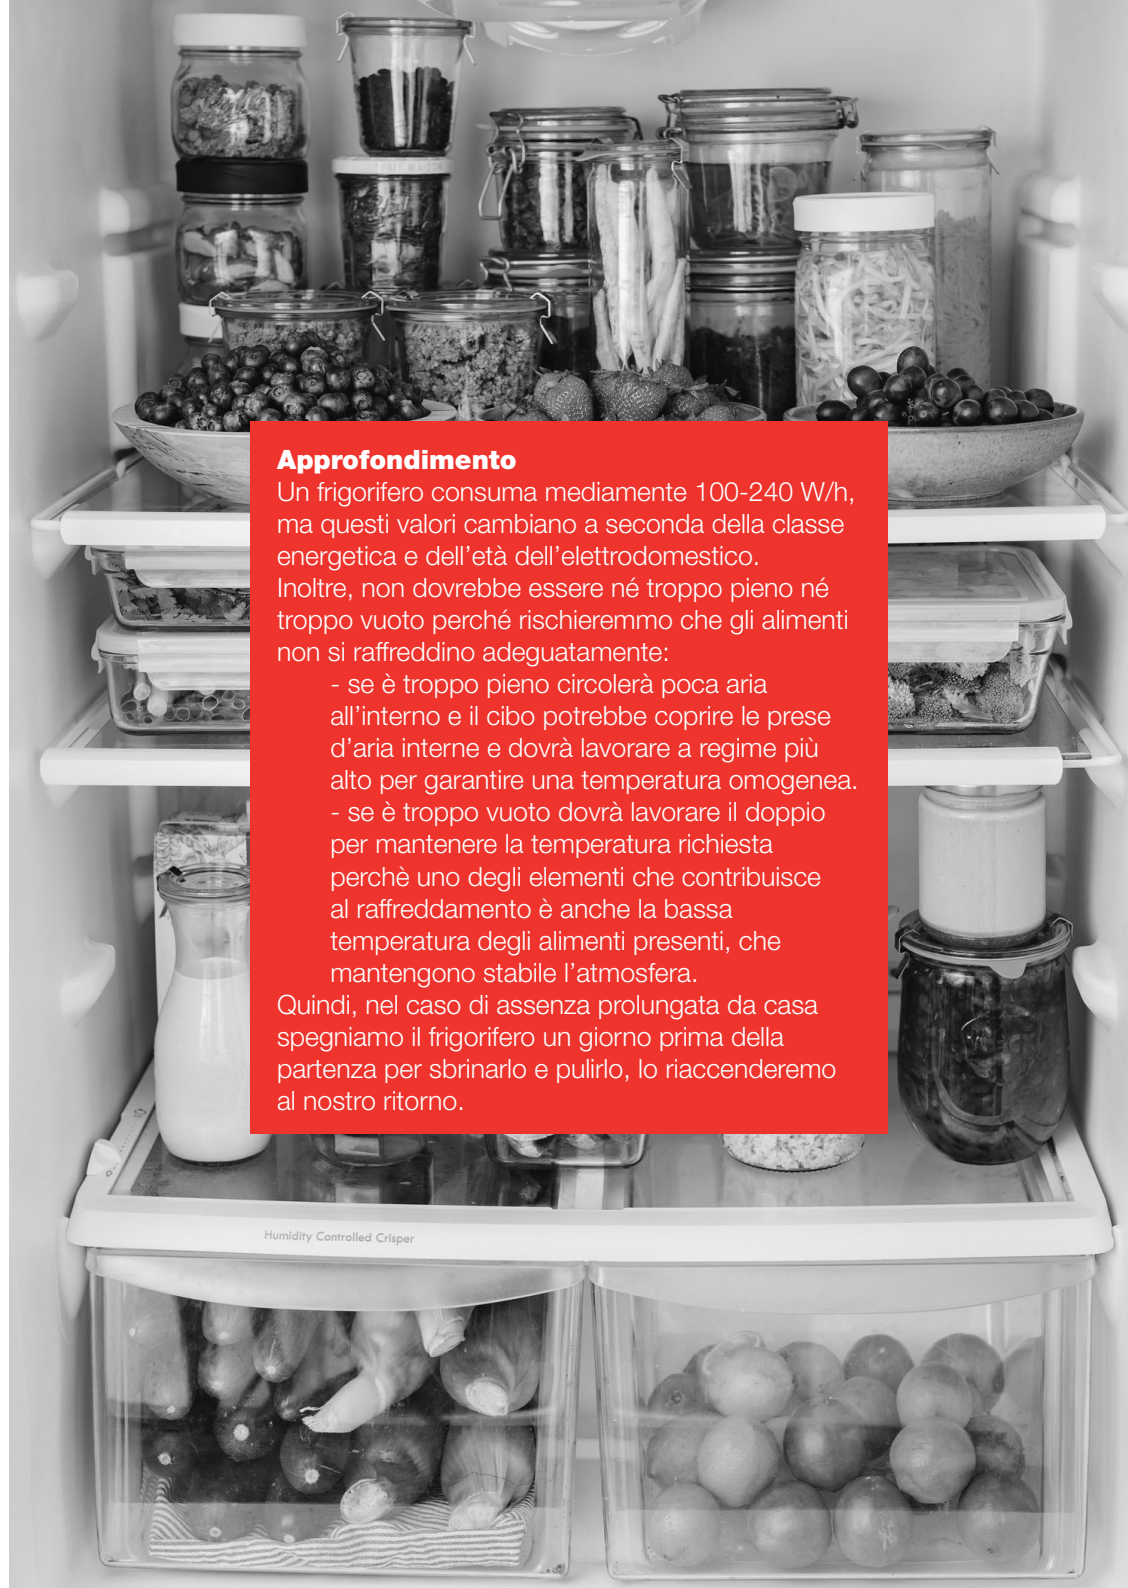 CAFE MAISON
Approfondimento
Un frigorifero consuma mediamente 100-240 W/h,
ma questi valori cambiano a seconda della classe
energetica e dell’età dell’elettrodomestico.
Inoltre, non dovrebbe essere né troppo pieno né
troppo vuoto perché rischieremmo che gli alimenti
non si raffreddino adeguatamente:
- se è troppo pieno circolerà poca aria
all’interno e il cibo potrebbe coprire le prese
d’aria interne e dovrà lavorare a regime più
alto per garantire una temperatura omogenea.
- se è troppo vuoto dovrà lavorare il doppio
per mantenere la temperatura richiesta
perchè uno degli elementi che contribuisce
al raffreddamento è anche la bassa
temperatura degli alimenti presenti, che
mantengono stabile l’atmosfera.
Quindi, nel caso di assenza prolungata da casa
spegniamo il frigorifero un giorno prima della
partenza per sbrinarlo e pulirlo, lo riaccenderemo
al nostro ritorno.
Humidity Controlled Crisper